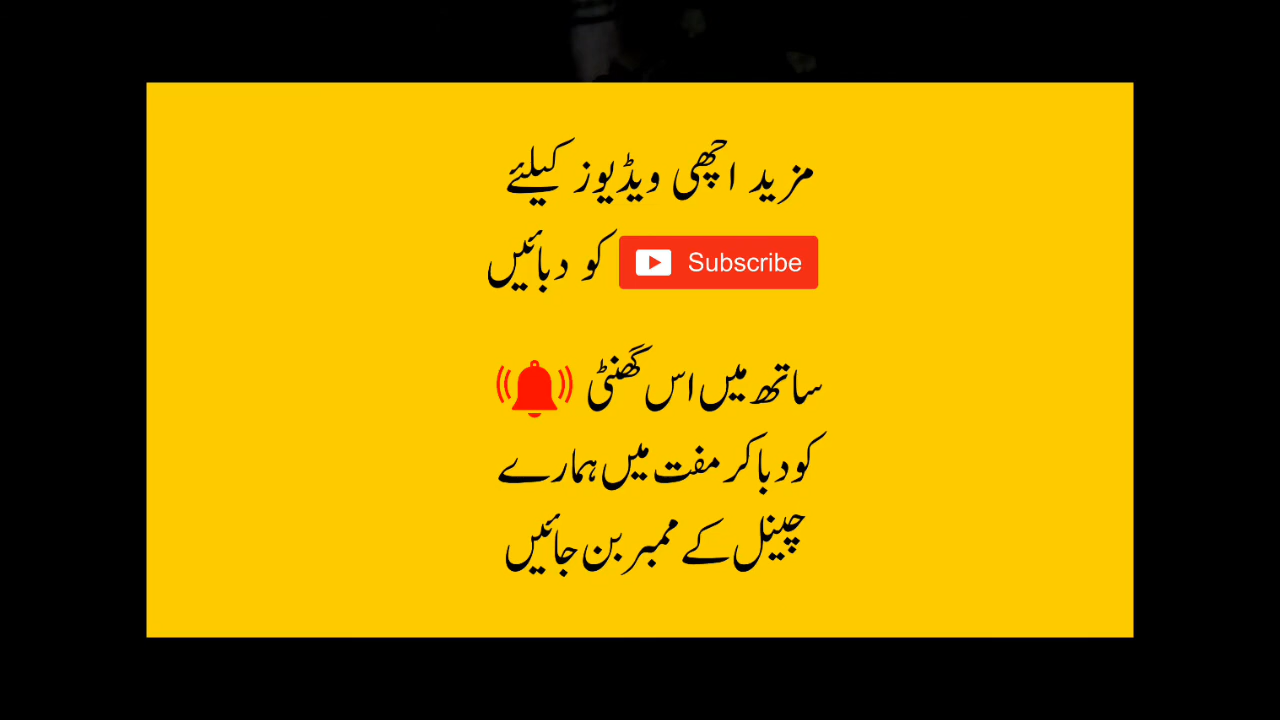 مزید اچھی ویڈیوز کیلئے
Subscribe کو دبائیں
ساتھ میں اس گھنٹی
کو دبا کر مفت میں ہمارے
چینل کے ممبر بن جائیں